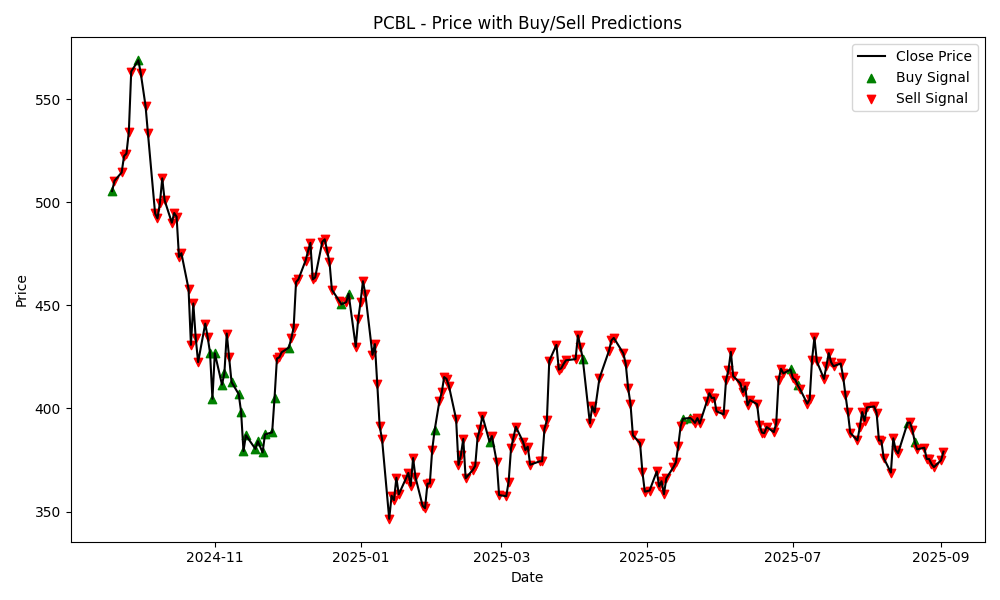 PCBL - Price with Buy/Sell Predictions
Close Price
Buy Signal
Sell Signal
550
500
450
400
350
Price
2024-11
2025-01
2025-03
2025-05
2025-07
2025-09
Date